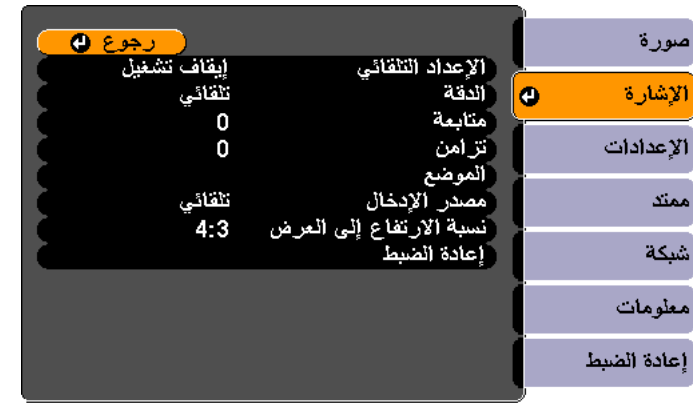 صورة
الإشارة
الإعدادات
ممتد
شبكة
معلومات
إعادة الضبط
رجوع
الإعداد التلقائي إيقاف تشغيل
الدقة تلقائي
متابعة 0
تزامن 0
الموضع
مصدر الإدخال تلقائي
نسبة الارتفاع إلى العرض 4:3
إعادة الضبط